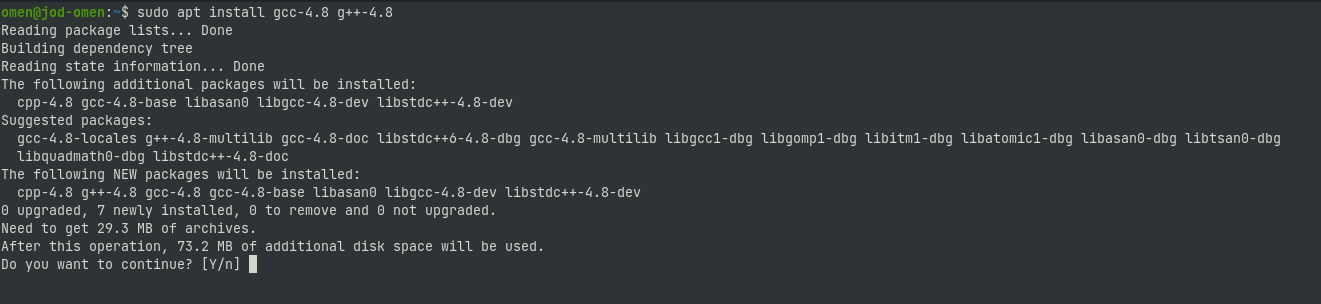 omen@jod-omen:~$ sudo apt install gcc-4.8 g++-4.8
Reading package lists... Done
Building dependency tree
Reading state information... Done
The following additional packages will be installed:
  cpp-4.8 gcc-4.8-base libasan0 libgcc-4.8-dev libstdc++-4.8-dev
Suggested packages:
  gcc-4.8-locales g++-4.8-multilib gcc-4.8-doc libstdc++6-4.8-dbg gcc-4.8-multilib libgcc1-dbg libgomp1-dbg libitm1-dbg libatomic1-dbg libasan0-dbg libtsan0-dbg
  libquadmath0-dbg libstdc++-4.8-doc
The following NEW packages will be installed:
  cpp-4.8 g++-4.8 gcc-4.8 gcc-4.8-base libasan0 libgcc-4.8-dev libstdc++-4.8-dev
0 upgraded, 7 newly installed, 0 to remove and 0 not upgraded.
Need to get 29.3 MB of archives.
After this operation, 73.2 MB of additional disk space will be used.
Do you want to continue? [Y/n]